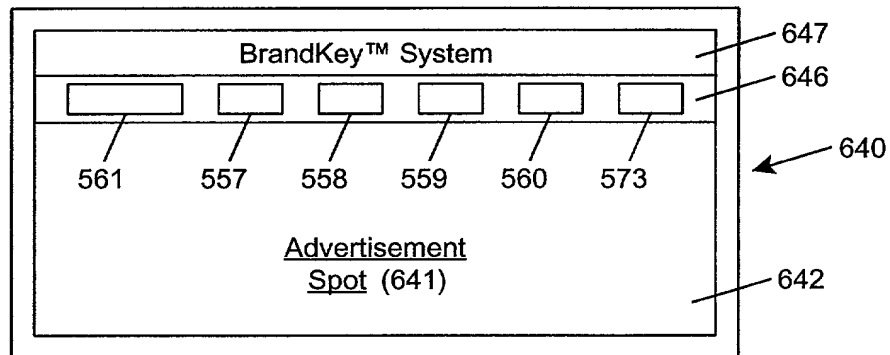 BrandKey™ System
647
646
561 557 558 559 560 573
640
Advertisement
Spot (641)
642